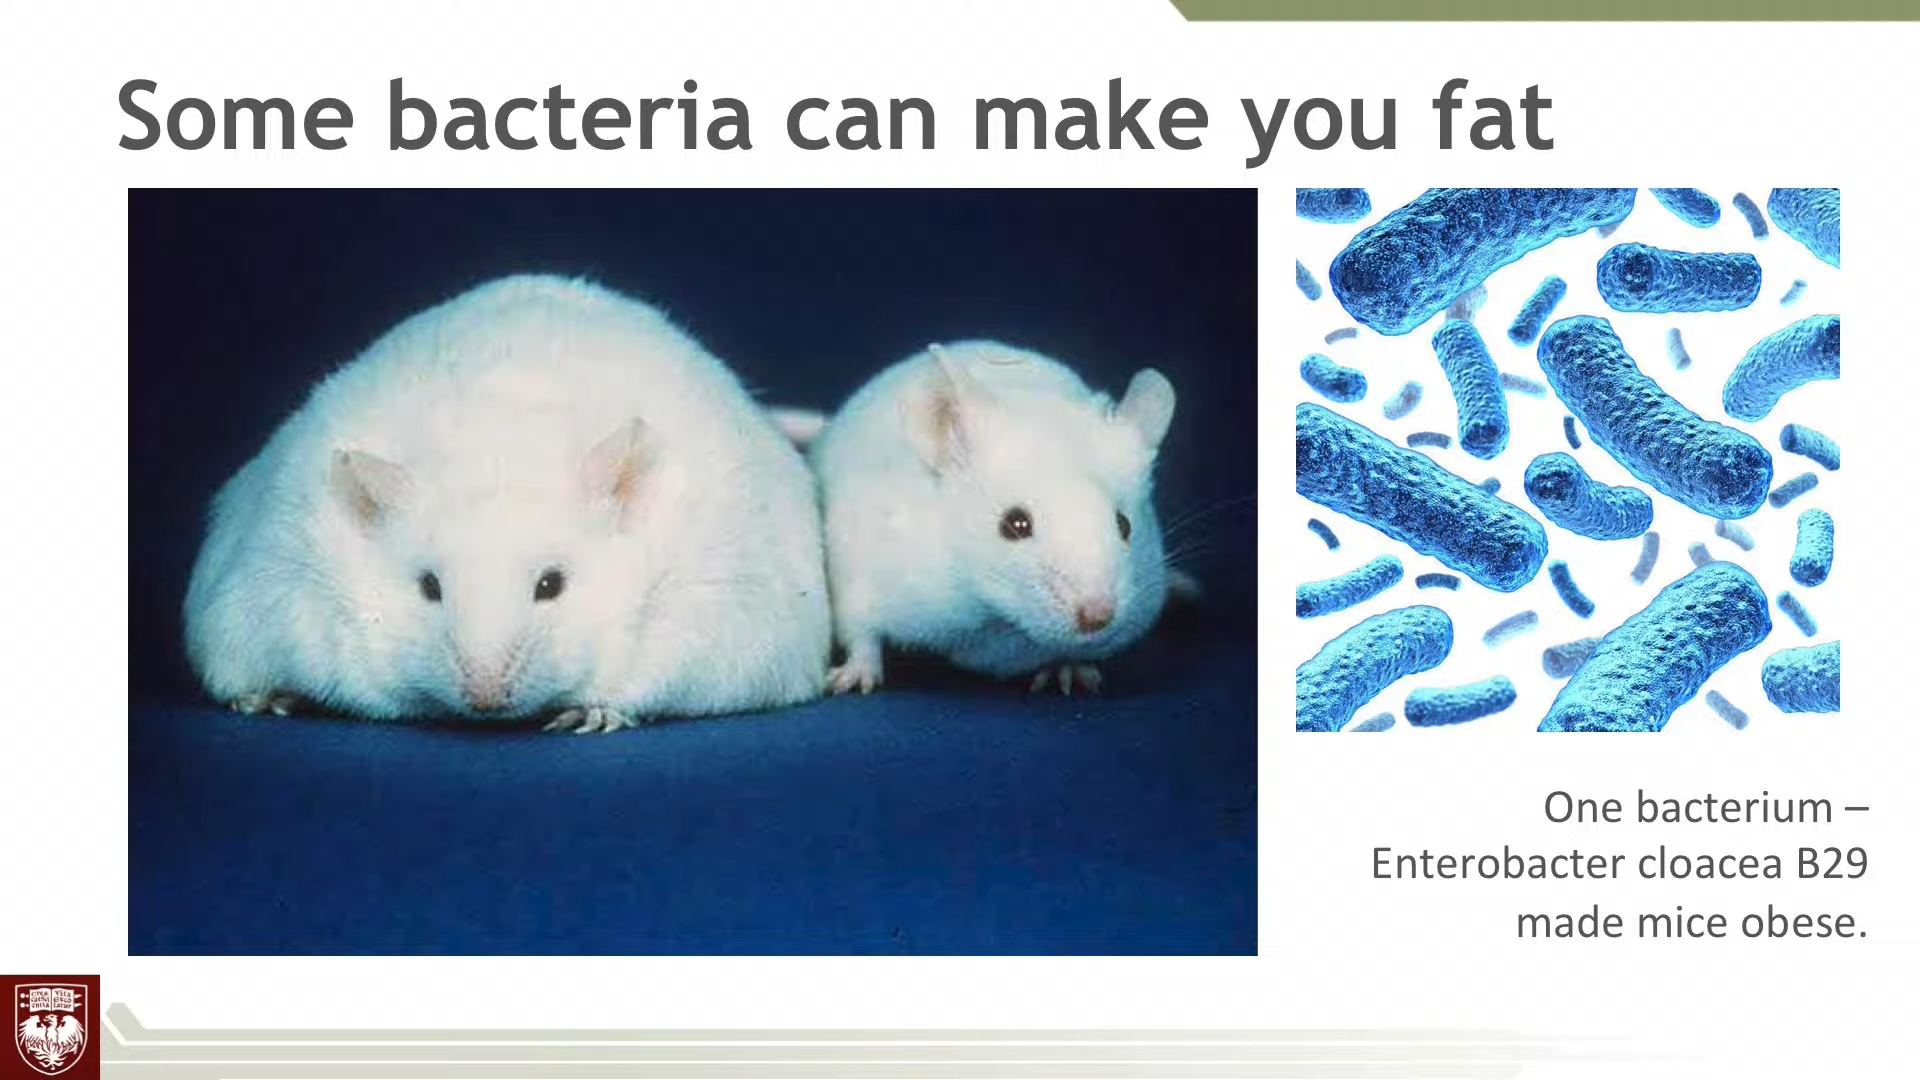 Some bacteria can make you fat
One bacterium –
Enterobacter cloacea B29
made mice obese.